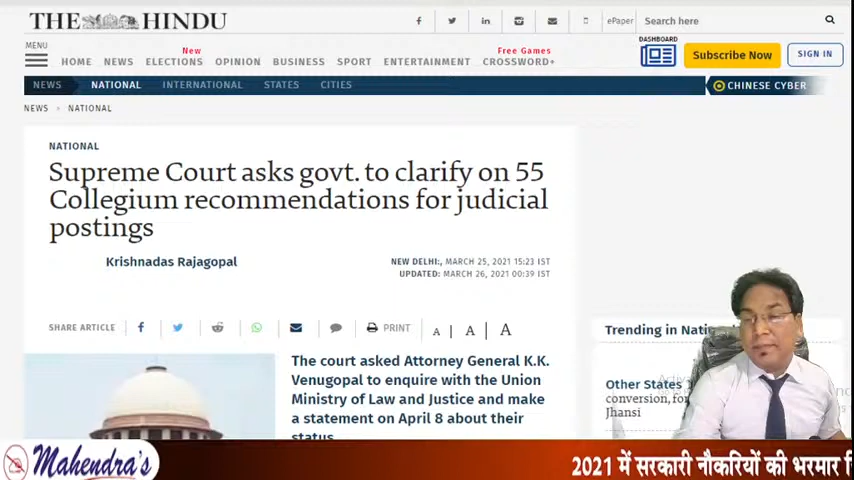 THE HINDU
ePaper
Search here
MENU
HOME
NEWS
New
ELECTIONS
OPINION
BUSINESS
SPORT
ENTERTAINMENT
Free Games
CROSSWORD+
DASHBOARD
Subscribe Now
SIGN IN
NEWS
NATIONAL
INTERNATIONAL
STATES
CITIES
CHINESE CYBER
NEWS > NATIONAL
NATIONAL
Supreme Court asks govt. to clarify on 55
Collegium recommendations for judicial
postings
Krishnadas Rajagopal
NEW DELHI:, MARCH 25, 2021 15:23 IST
UPDATED: MARCH 26, 2021 00:39 IST
SHARE ARTICLE
PRINT
A | A | A
The court asked Attorney General K.K.
Venugopal to enquire with the Union
Ministry of Law and Justice and make
a statement on April 8 about their
status
Trending in
Other States
conversion,
Jhansi
Mahendra's
2021 में सरकारी नौकरियों की भरमार